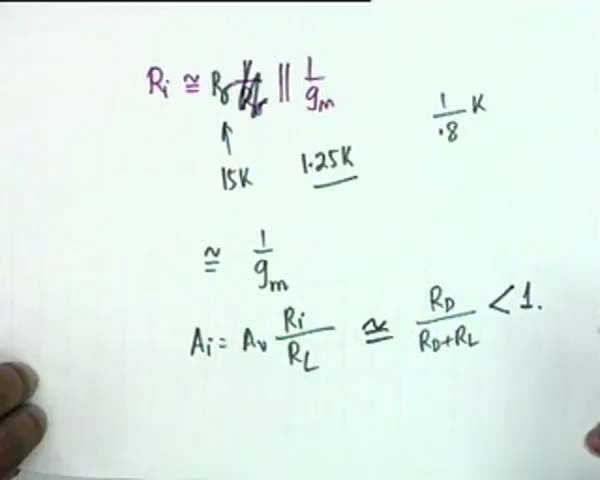 Ri ≅ Rs || 1/gm
1/.8 K
15K 1.25K
≅ 1/gm
Ai = Av Ri/RL ≅ RD/RD+RL < 1.